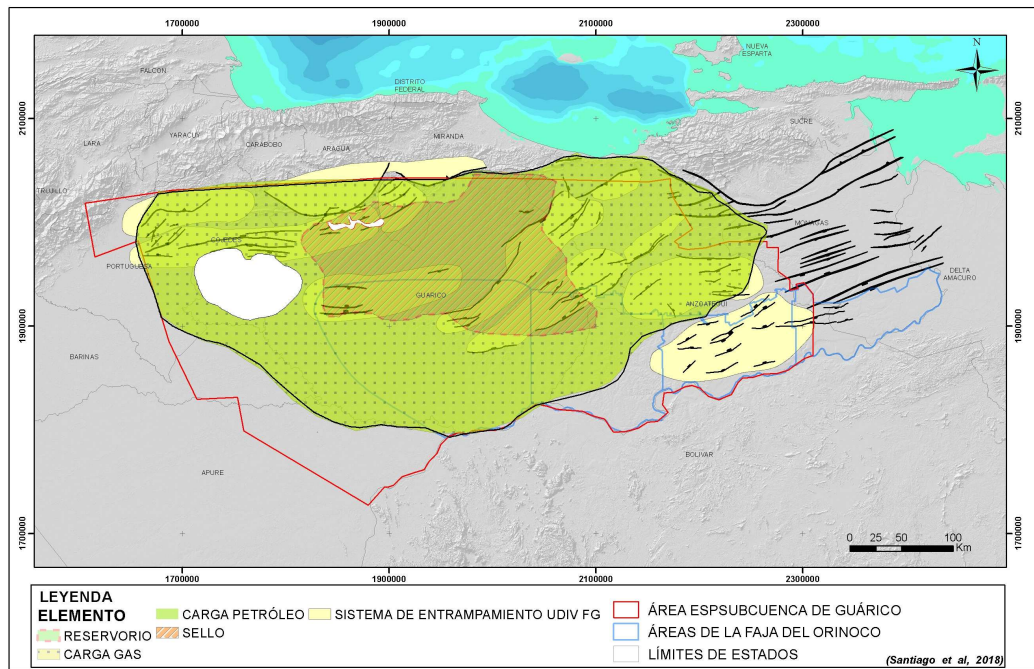 1700000 1900000 2100000 2300000
N
NUEVA
ESPARTA
FALCON
DISTRITO
FEDERAL
2100000 2100000
SUCRE
YARACUY
MIRANDA
LARA
CARABOBO
ARAGUA
TRUJILLO
MONAGAS
COJEDES
PORTUGUESA
DELTA
AMACURO
GUARICO
ANZOATEGUI
1900000 1900000
BARINAS
BOLIVAR
APURE
1700000 1700000
0 25 50 100
Km
1700000 1900000 2100000 2300000
LEYENDA
ELEMENTO
RESERVORIO
CARGA GAS
CARGA PETRÓLEO
SELLO
SISTEMA DE ENTRAMPAMIENTO UDIV FG
ÁREA ESPSUBCUENCA DE GUÁRICO
ÁREAS DE LA FAJA DEL ORINOCO
LÍMITES DE ESTADOS
(Santiago et al, 2018)